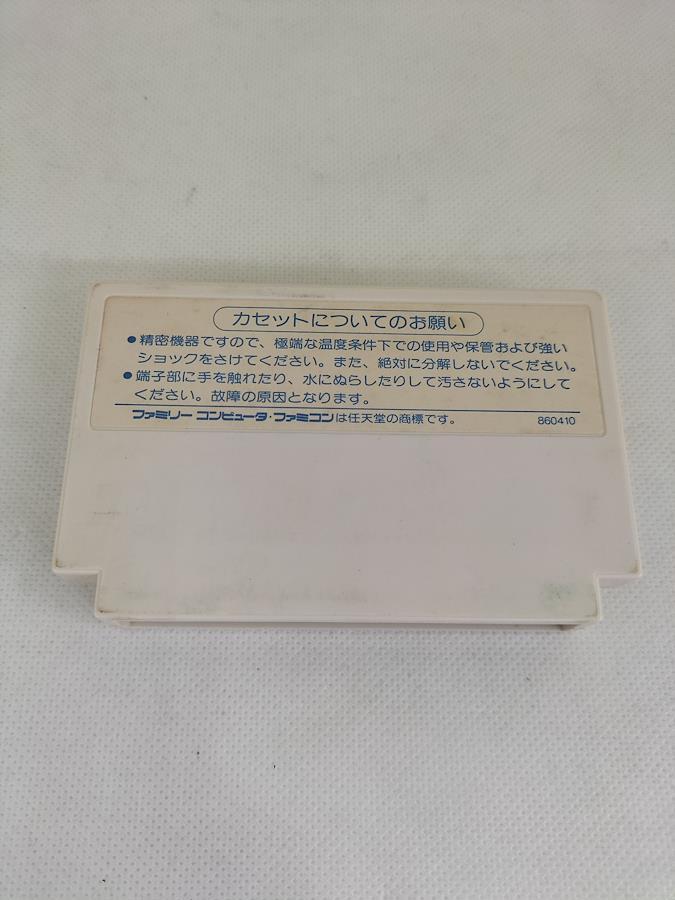 カセットについてのお願い
●精密機器ですので、極端な温度条件下での使用や保管および強い
ショックをさけてください。また、絶対に分解しないでください。
●端子部に手を触れたり、水にぬらしたりして汚さないようにして
ください。故障の原因となります。
ファミリー コンピュータ・ファミコンは任天堂の商標です。 860410